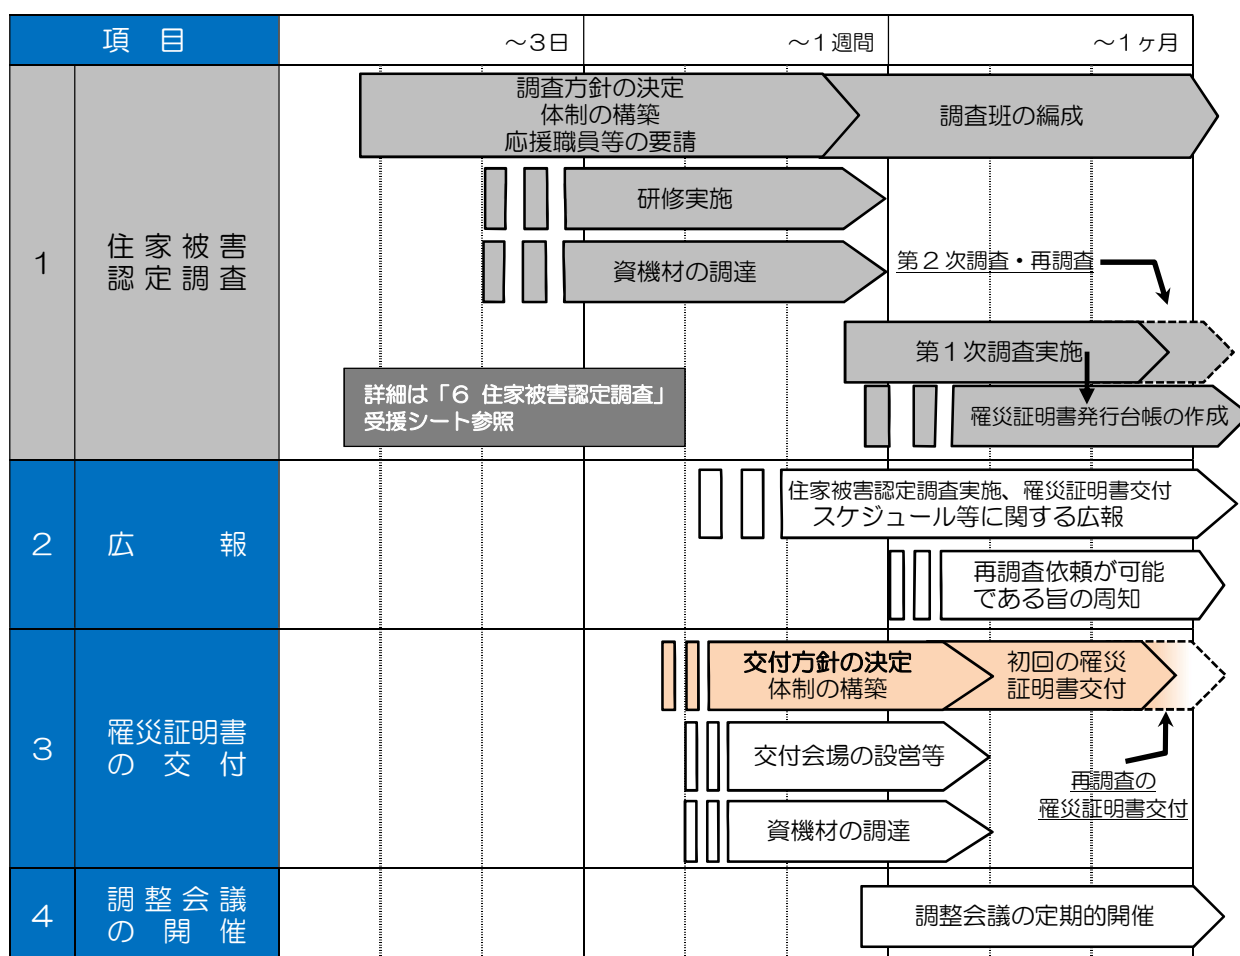 項　目
～３日
～１週間
～１ヶ月
１
住家被害
認定調査
調査方針の決定
体制の構築
応援職員等の要請
調査班の編成
研修実施
資機材の調達
第２次調査・再調査
第１次調査実施
罹災証明書発行台帳の作成
詳細は「６ 住家被害認定調査」
受援シート参照
２
広　報
住家被害認定調査実施、罹災証明書交付
スケジュール等に関する広報
再調査依頼が可能
である旨の周知
３
罹災証明書
の交付
交付方針の決定
体制の構築
初回の罹災
証明書交付
交付会場の設営等
資機材の調達
再調査の
罹災証明書交付
４
調整会議
の開催
調整会議の定期的開催